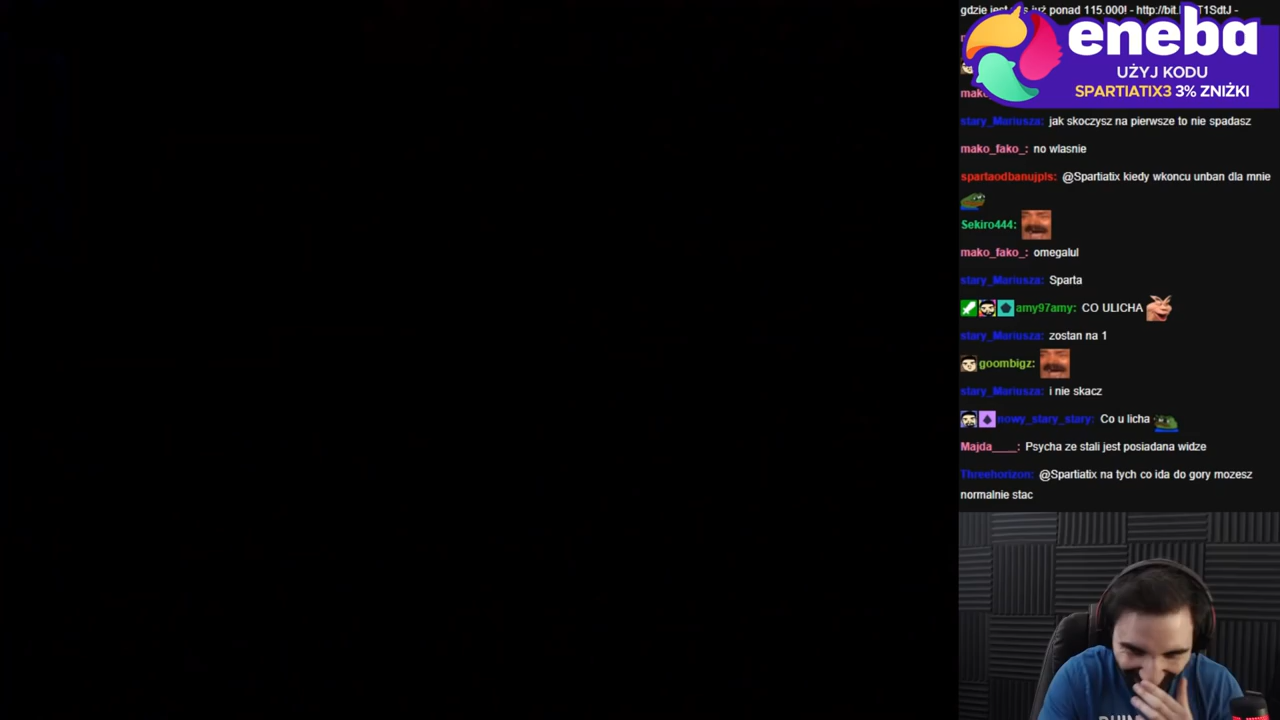 gdzie jest
już ponad 115.000! - http://bit.
T1SdtJ -
eneba
UŻYJ KODU
SPARTIATIX3 3% ZNIŻKI
stary_Mariusza: jak skoczysz na pierwsze to nie spadasz
mako_fako_: no wlasnie
spartaodbanujpls: @Spartiatix kiedy wkoncu unban dla mnie
Sekiro444:
mako_fako_: omegalul
stary_Mariusza: Sparta
amy97amy: CO ULICHA
stary_Mariusza: zostan na 1
goombigz:
stary_Mariusza: i nie skacz
nowy_stary_stary: Co u licha
Majda____: Psycha ze stali jest posiadana widze
Threehorizon: @Spartiatix na tych co ida do gory mozesz
normalnie stac